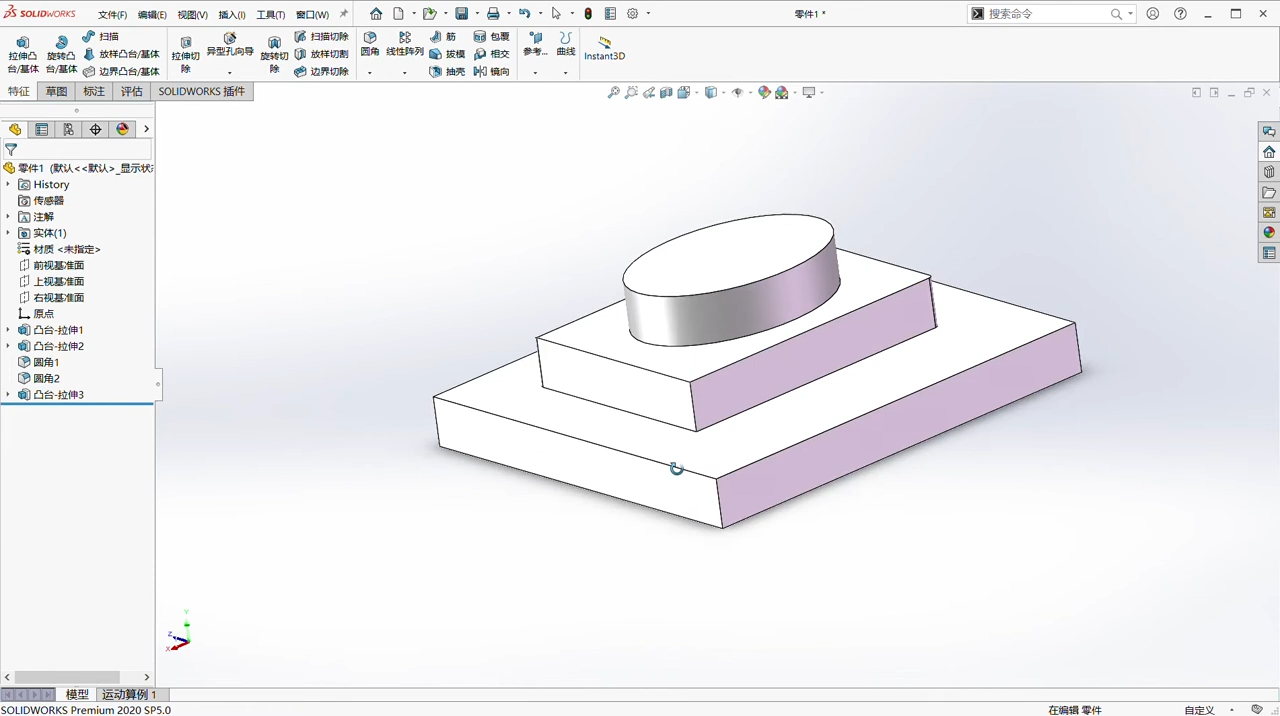 SOLIDWORKS 文件(F) 编辑(E) 视图(V) 插入(I) 工具(T) 窗口(W) 零件1 * 搜索命令
拉伸凸台/基体 旋转凸台/基体 扫描 放样凸台/基体 边界凸台/基体 拉伸切除 异型孔向导 旋转切除 扫描切除 放样切割 边界切除 圆角 线性阵列 筋 拔模 抽壳 包覆 相交 镜向 参考... 曲线 Instant3D
特征 草图 标注 评估 SOLIDWORKS 插件
零件1 (默认<<默认>_显示状
History
传感器
注解
实体(1)
材质 <未指定>
前视基准面
上视基准面
右视基准面
原点
凸台-拉伸1
凸台-拉伸2
圆角1
圆角2
凸台-拉伸3
Y
Z
X
模型 运动算例 1
SOLIDWORKS Premium 2020 SP5.0 在编辑 零件 自定义